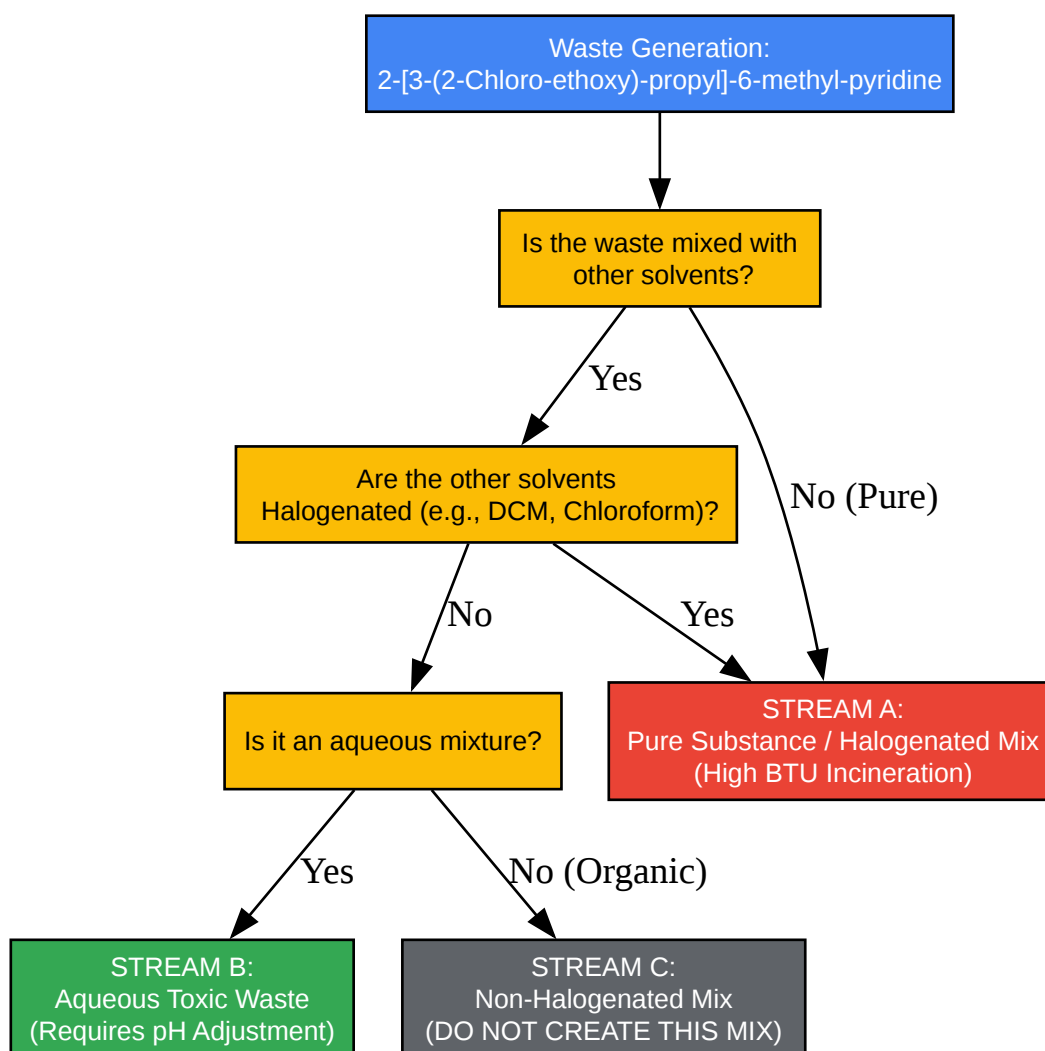 Waste Generation:
2-[3-(2-Chloro-ethoxy)-propyl]-6-methyl-pyridine
Is the waste mixed with
other solvents?
Yes
No (Pure)
Are the other solvents
Halogenated (e.g., DCM, Chloroform)?
No
Yes
Is it an aqueous mixture?
STREAM A:
Pure Substance / Halogenated Mix
(High BTU Incineration)
Yes
No (Organic)
STREAM B:
Aqueous Toxic Waste
(Requires pH Adjustment)
STREAM C:
Non-Halogenated Mix
(DO NOT CREATE THIS MIX)